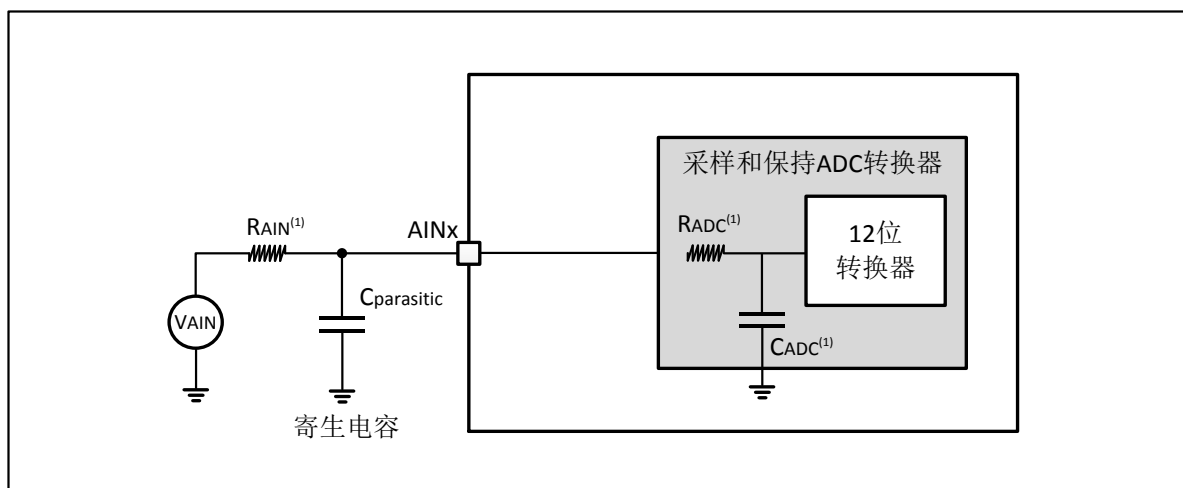 采样和保持ADC转换器
RAIN(1)
AINx
RADC(1)
12位
转换器
Cparasitic
VAIN
CADC(1)
寄生电容